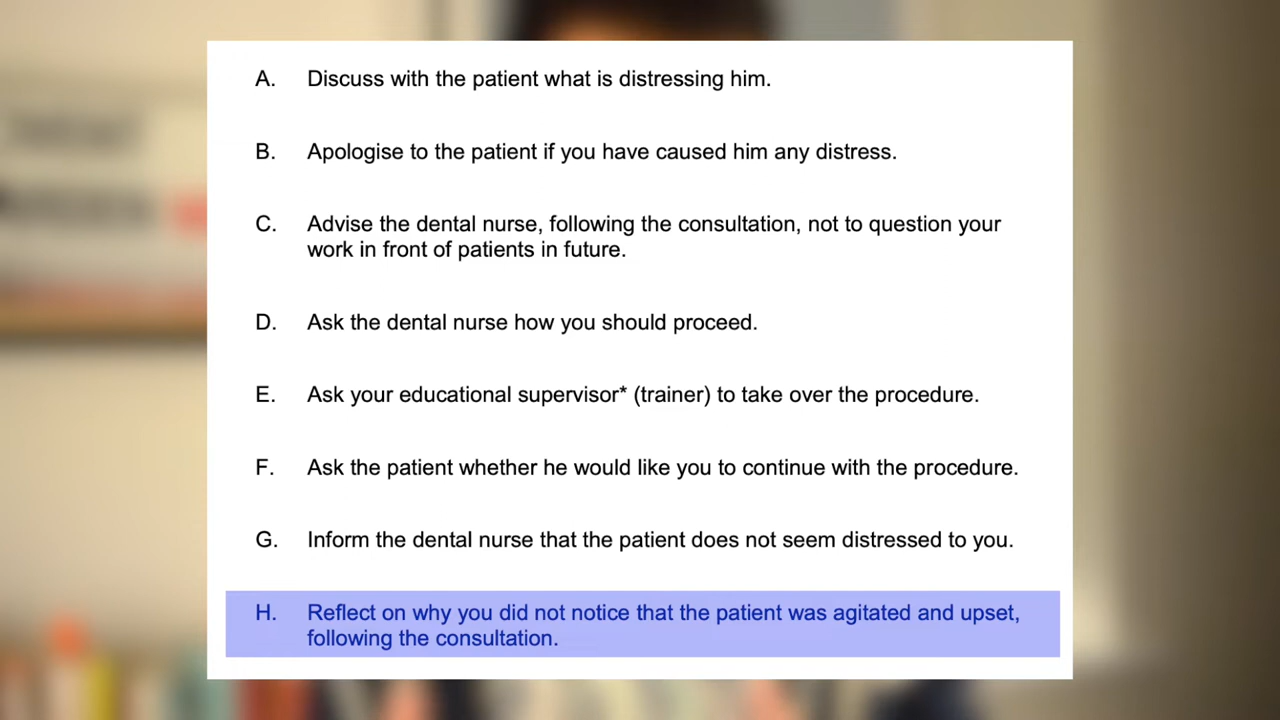 A. Discuss with the patient what is distressing him.
B. Apologise to the patient if you have caused him any distress.
C. Advise the dental nurse, following the consultation, not to question your
work in front of patients in future.
D. Ask the dental nurse how you should proceed.
E. Ask your educational supervisor* (trainer) to take over the procedure.
F. Ask the patient whether he would like you to continue with the procedure.
G. Inform the dental nurse that the patient does not seem distressed to you.
H. Reflect on why you did not notice that the patient was agitated and upset,
following the consultation.